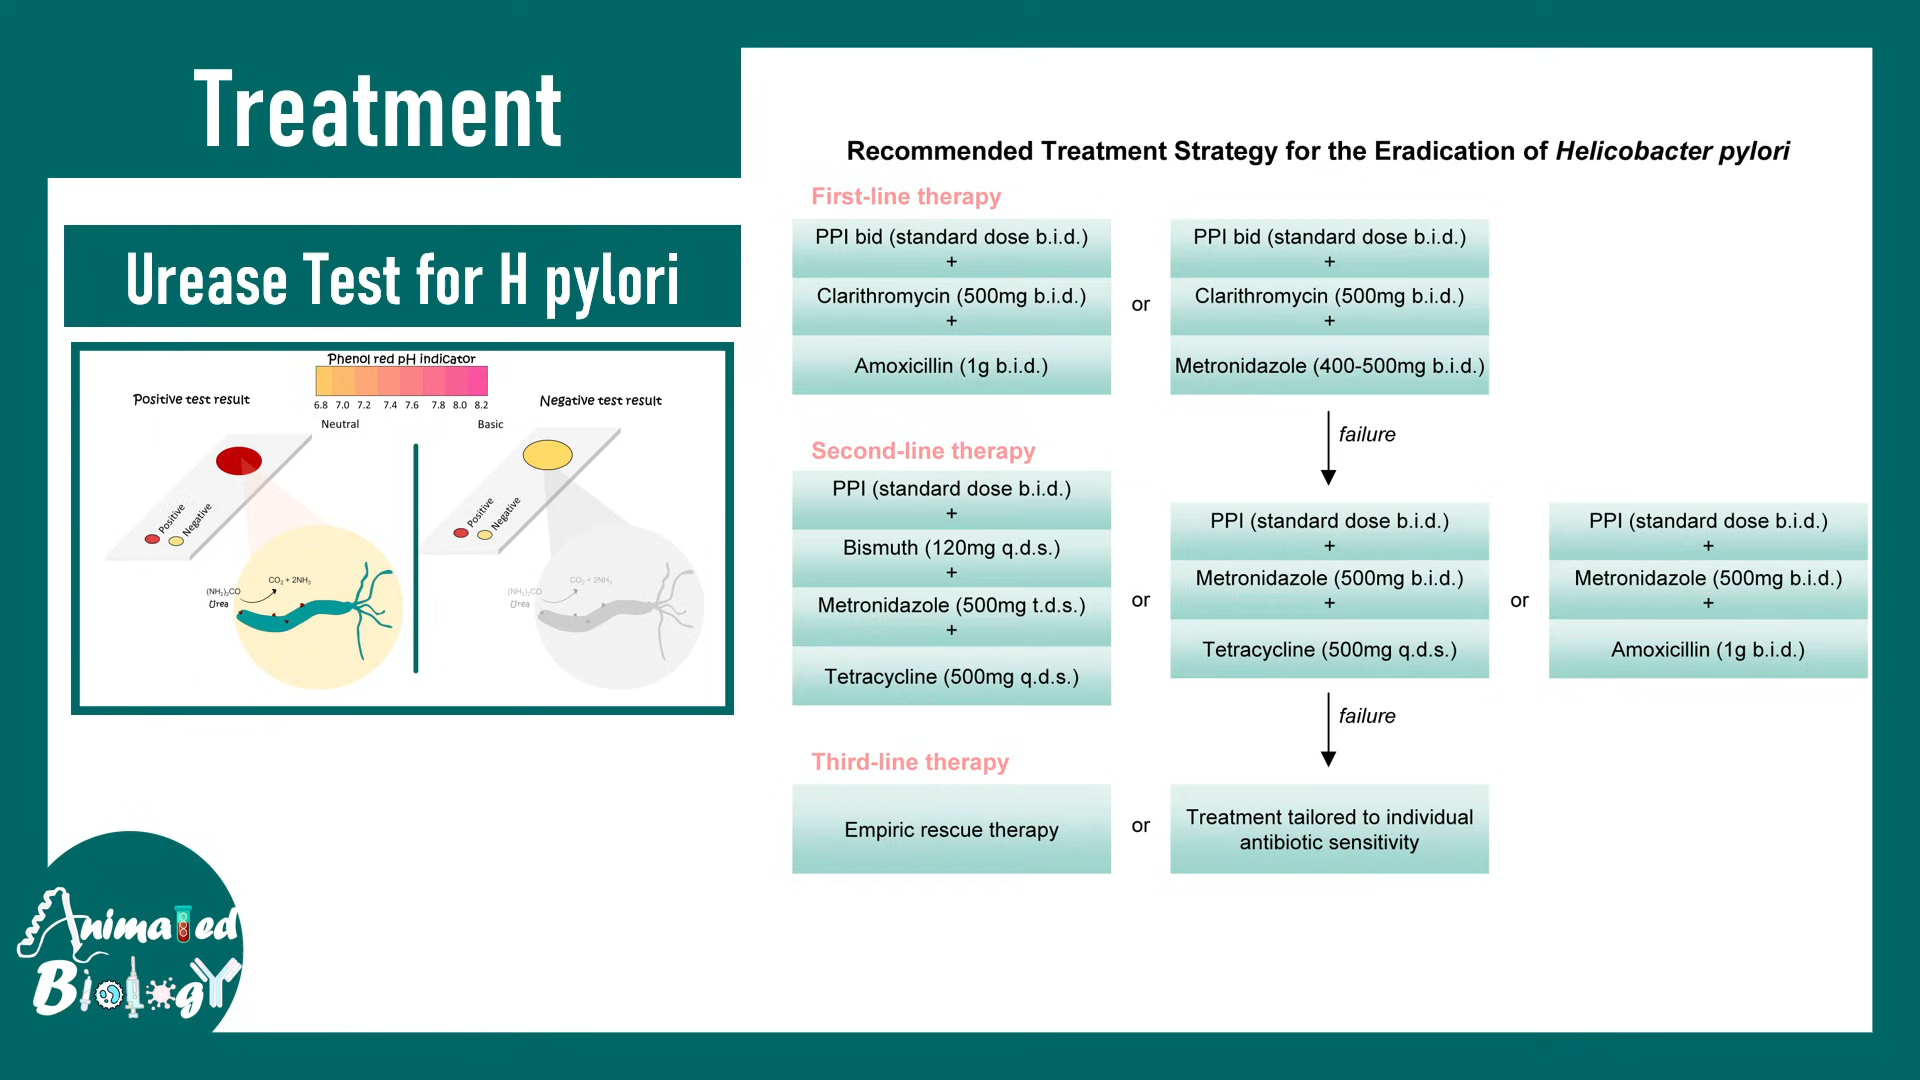 Treatment
Urease Test for H pylori
Phenol red pH indicator
6.8 7.0 7.2 7.4 7.6 7.8 8.0 8.2
Neutral Basic
Positive test result
Negative test result
Positive
Negative
(NH₂)₂CO
Urea
CO₂ + 2NH₃
Positive
Negative
(NH₂)₂CO
Urea
CO₂ + 2NH₃
Animated
Biology
Recommended Treatment Strategy for the Eradication of Helicobacter pylori
First-line therapy
PPI bid (standard dose b.i.d.)
+
Clarithromycin (500mg b.i.d.)
+
Amoxicillin (1g b.i.d.)
or
PPI bid (standard dose b.i.d.)
+
Clarithromycin (500mg b.i.d.)
+
Metronidazole (400-500mg b.i.d.)
failure
Second-line therapy
PPI (standard dose b.i.d.)
+
Bismuth (120mg q.d.s.)
+
Metronidazole (500mg t.d.s.)
+
Tetracycline (500mg q.d.s.)
or
PPI (standard dose b.i.d.)
+
Metronidazole (500mg b.i.d.)
+
Tetracycline (500mg q.d.s.)
or
PPI (standard dose b.i.d.)
+
Metronidazole (500mg b.i.d.)
+
Amoxicillin (1g b.i.d.)
failure
Third-line therapy
Empiric rescue therapy
or
Treatment tailored to individual
antibiotic sensitivity